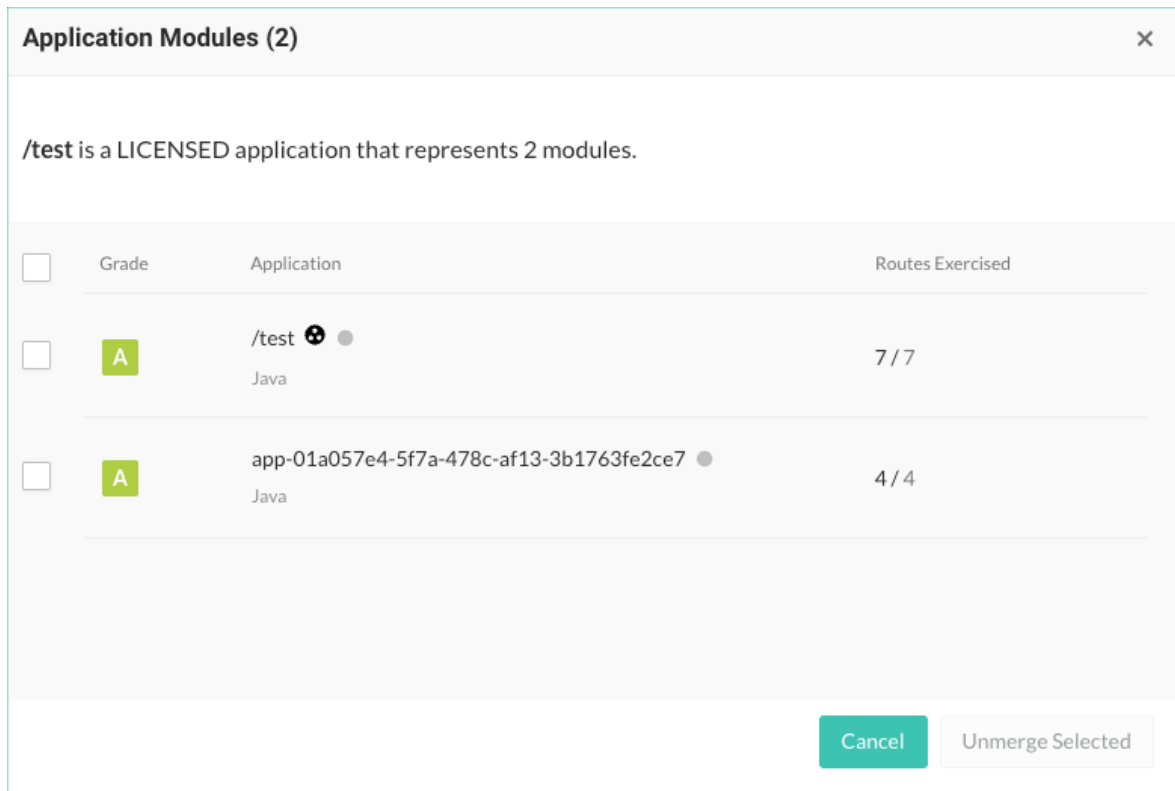 Application Modules (2)
/test is a LICENSED application that represents 2 modules.
Grade Application Routes Exercised
A /test 7 / 7
Java
A app-01a057e4-5f7a-478c-af13-3b1763fe2ce7 4 / 4
Java
Cancel Unmerge Selected